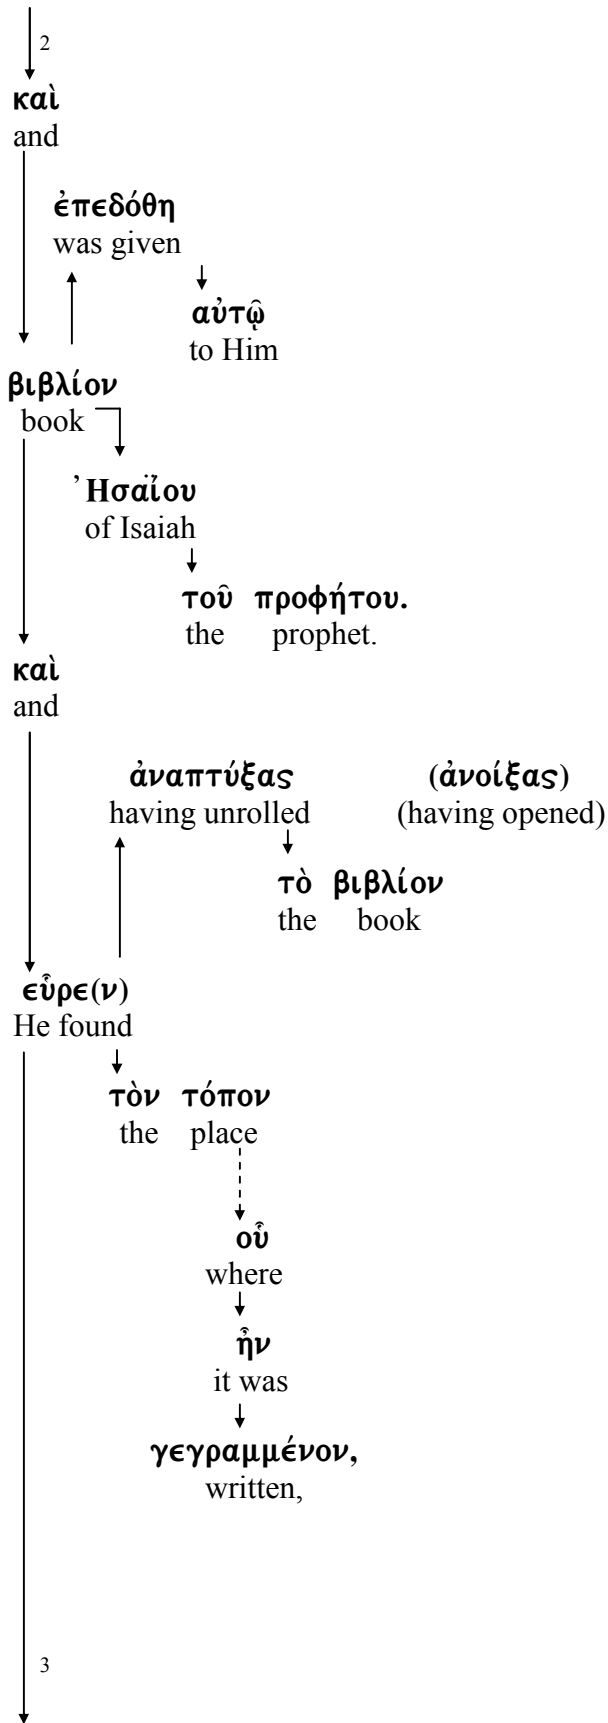 2
καὶ
and
ἐπεδόθη
was given
αὐτῷ
to Him
βιβλίον
book
Ἠσαΐου
of Isaiah
τοῦ προφήτου.
the prophet.
καὶ
and
ἀναπτύξας (ἀνοίξας)
having unrolled (having opened)
τὸ βιβλίον
the book
εὗρε(ν)
He found
τὸν τόπον
the place
οὗ
where
ἦν
it was
γεγραμμένον,
written,
3